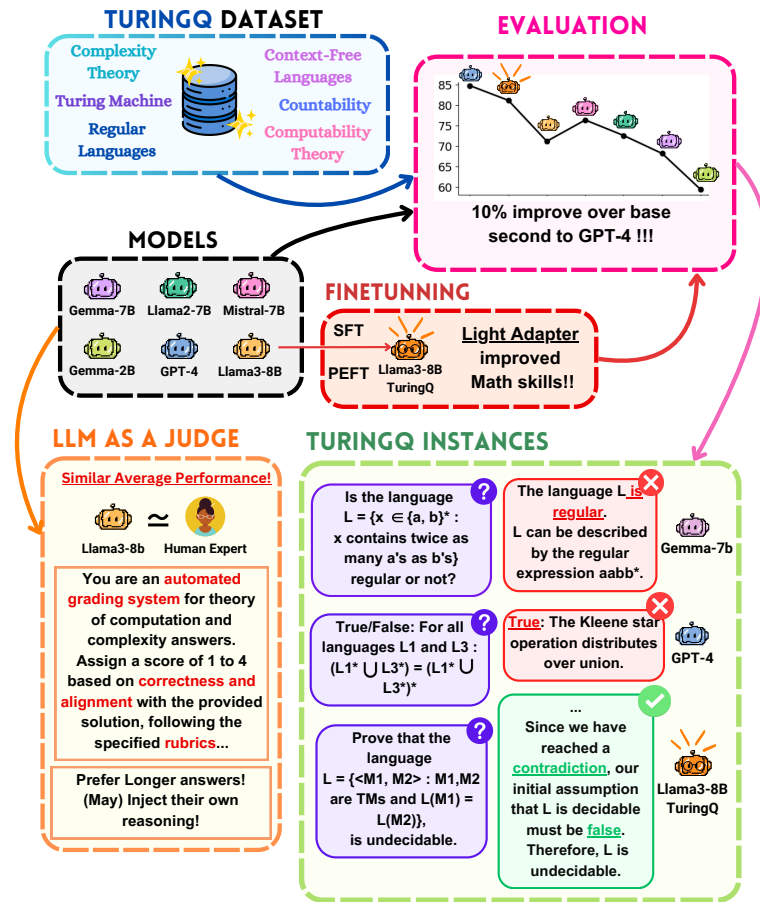 TURINGQ DATASET
Complexity
Theory
Turing Machine
Regular
Languages
Context-Free
Languages
Countability
Computability
Theory
EVALUATION
85
80
75
70
65
60
10% improve over base
second to GPT-4 !!!
MODELS
Gemma-7B
Llama2-7B
Mistral-7B
Gemma-2B
GPT-4
Llama3-8B
FINETUNNING
SFT
PEFT
Llama3-8B
TuringQ
Light Adapter
improved
Math skills!!
LLM AS A JUDGE
Similar Average Performance!
≃
Llama3-8b
Human Expert
You are an automated
grading system for theory
of computation and
complexity answers.
Assign a score of 1 to 4
based on correctness and
alignment with the provided
solution, following the
specified rubrics...
Prefer Longer answers!
(May) Inject their own
reasoning!
TURINGQ INSTANCES
?
Is the language
L = {x ∈ {a, b}* :
x contains twice as
many a's as b's}
regular or not?
The language L is
regular.
L can be described
by the regular
expression aabb*.
Gemma-7b
?
True/False: For all
languages L1 and L3 :
(L1* ∪ L3*) = (L1* ∪
L3*)*
True: The Kleene star
operation distributes
over union.
GPT-4
?
Prove that the
language
L = {<M1, M2> : M1,M2
are TMs and L(M1) =
L(M2)},
is undecidable.
...
Since we have
reached a
contradiction, our
initial assumption
that L is decidable
must be false.
Therefore, L is
undecidable.
Llama3-8B
TuringQ